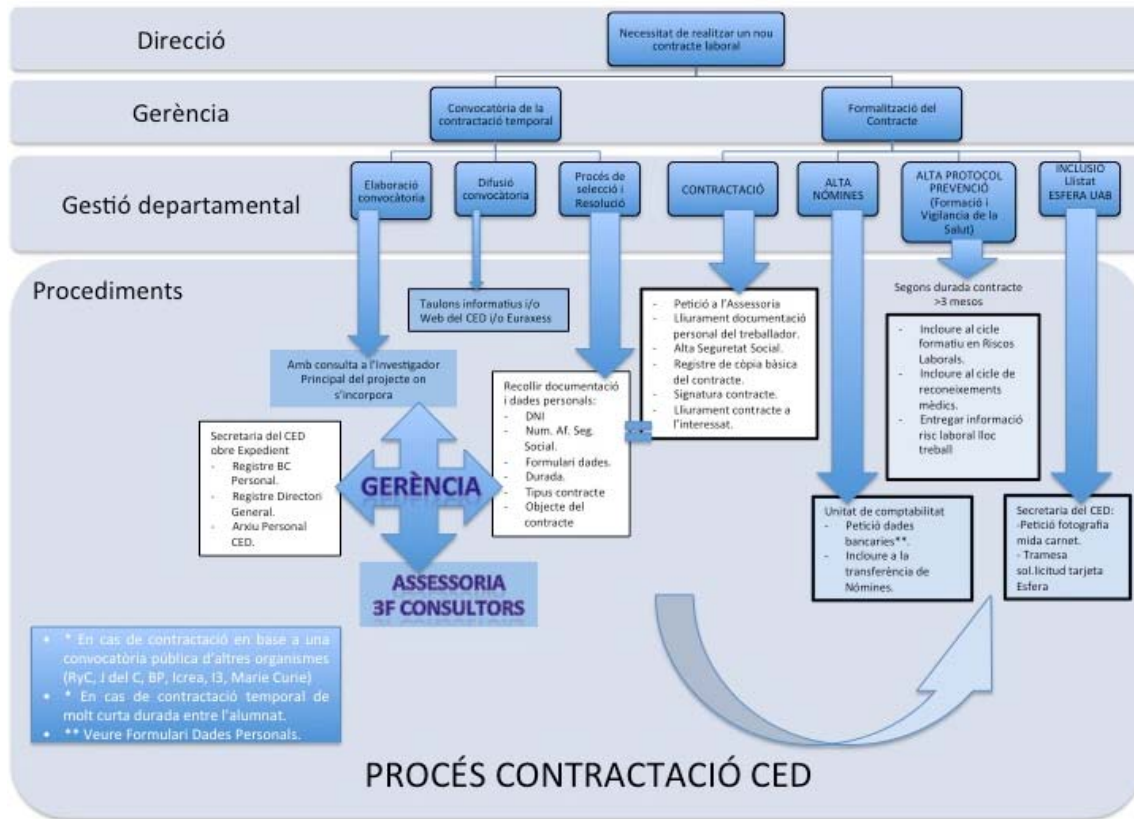 Direcció
Necessitat de realitzar un nou
contracte laboral
Gerència
Convocatòria de la
contractació temporal
Formalització del
Contracte
Gestió departamental
Elaboració
convocàtoria
Difusió
convocàtoria
Procés de
selecció i
Resolució
CONTRACTACIÓ
ALTA
NÓMINES
ALTA PROTOCOL
PREVENCIÓ
(Formació i
Vigilancia de la
Salut)
INCLUSIO
Llistat
ESFERA UAB
Procediments
Taulons informatius i/o
Web del CED i/o Euraxess
Amb consulta a l'Investigador
Principal del projecte on
s'incorpora
Secretaria del CED
obre Expedient
- Registre BC
Personal.
- Registre Directori
General.
- Arxiu Personal
CED.
GERÈNCIA
ASSESSORIA
3F CONSULTORS
Recollir documentació
i dades personals:
- DNI
- Num. Af. Seg.
Social.
- Formulari dades.
- Durada.
- Tipus contracte
- Objecte del
contracte
- Petició a l'Assessoria
- Lliurament documentació
personal del treballador.
- Alta Seguretat Social.
- Registre de còpia bàsica
del contracte.
- Signatura contracte.
- Lliurament contracte a
l'interessat.
Segons durada contracte
>3 mesos
- Incloure al cicle
formatiu en Riscos
Laborals.
- Incloure al cicle de
reconeixements
mèdics.
- Entregar informació
risc laboral lloc
treball
Unitat de comptabilitat
- Petició dades
bancaries**.
- Incloure a la
transferència de
Nómines.
Secretaria del CED:
-Petició fotografia
mida carnet.
- Tramesa
sol.licitud tarjeta
Esfera
• * En cas de contractació en base a una
convocatòria pública d'altres organismes
(RyC, J del C, BP, Icrea, I3, Marie Curie)
• * En cas de contractació temporal de
molt curta durada entre l'alumnat.
• ** Veure Formulari Dades Personals.
PROCÉS CONTRACTACIÓ CED